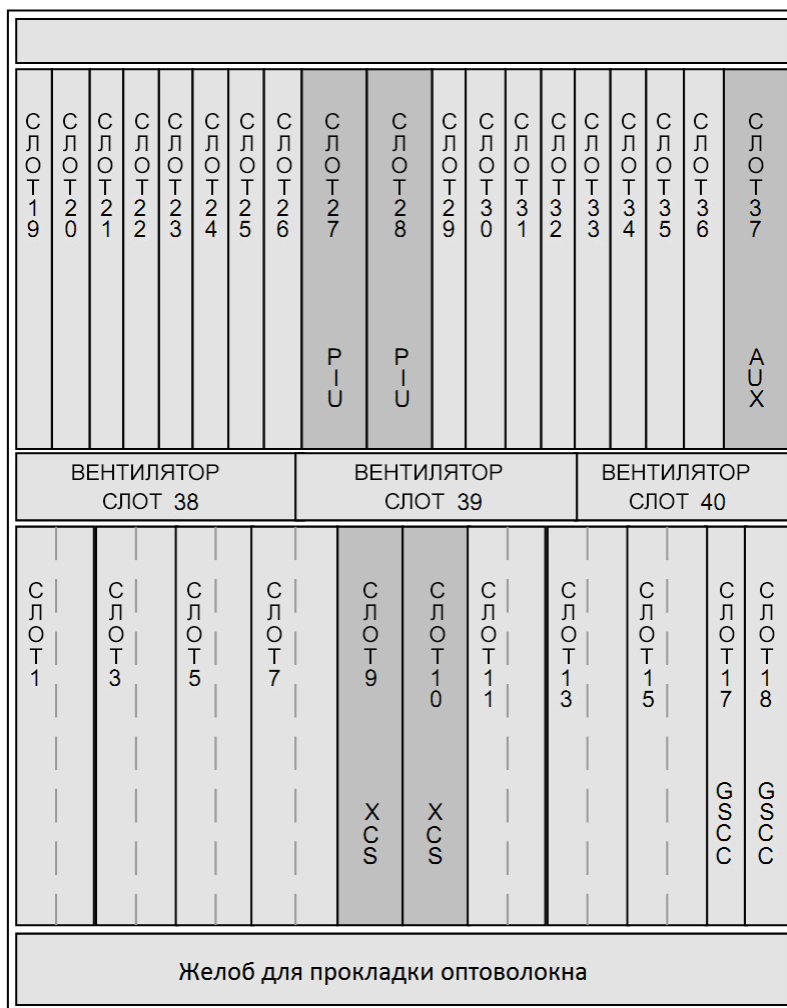 СЛОТ19
СЛОТ20
СЛОТ21
СЛОТ22
СЛОТ23
СЛОТ24
СЛОТ25
СЛОТ26
СЛОТ27 PIU
СЛОТ28 PIU
СЛОТ29
СЛОТ30
СЛОТ31
СЛОТ32
СЛОТ33
СЛОТ34
СЛОТ35
СЛОТ36
СЛОТ37 AUX
ВЕНТИЛЯТОР
СЛОТ 38
ВЕНТИЛЯТОР
СЛОТ 39
ВЕНТИЛЯТОР
СЛОТ 40
СЛОТ1
СЛОТ3
СЛОТ5
СЛОТ7
СЛОТ9 XCS
СЛОТ10 XCS
СЛОТ11
СЛОТ13
СЛОТ15
СЛОТ17 GSCC
СЛОТ18 GSCC
Желоб для прокладки оптоволокна